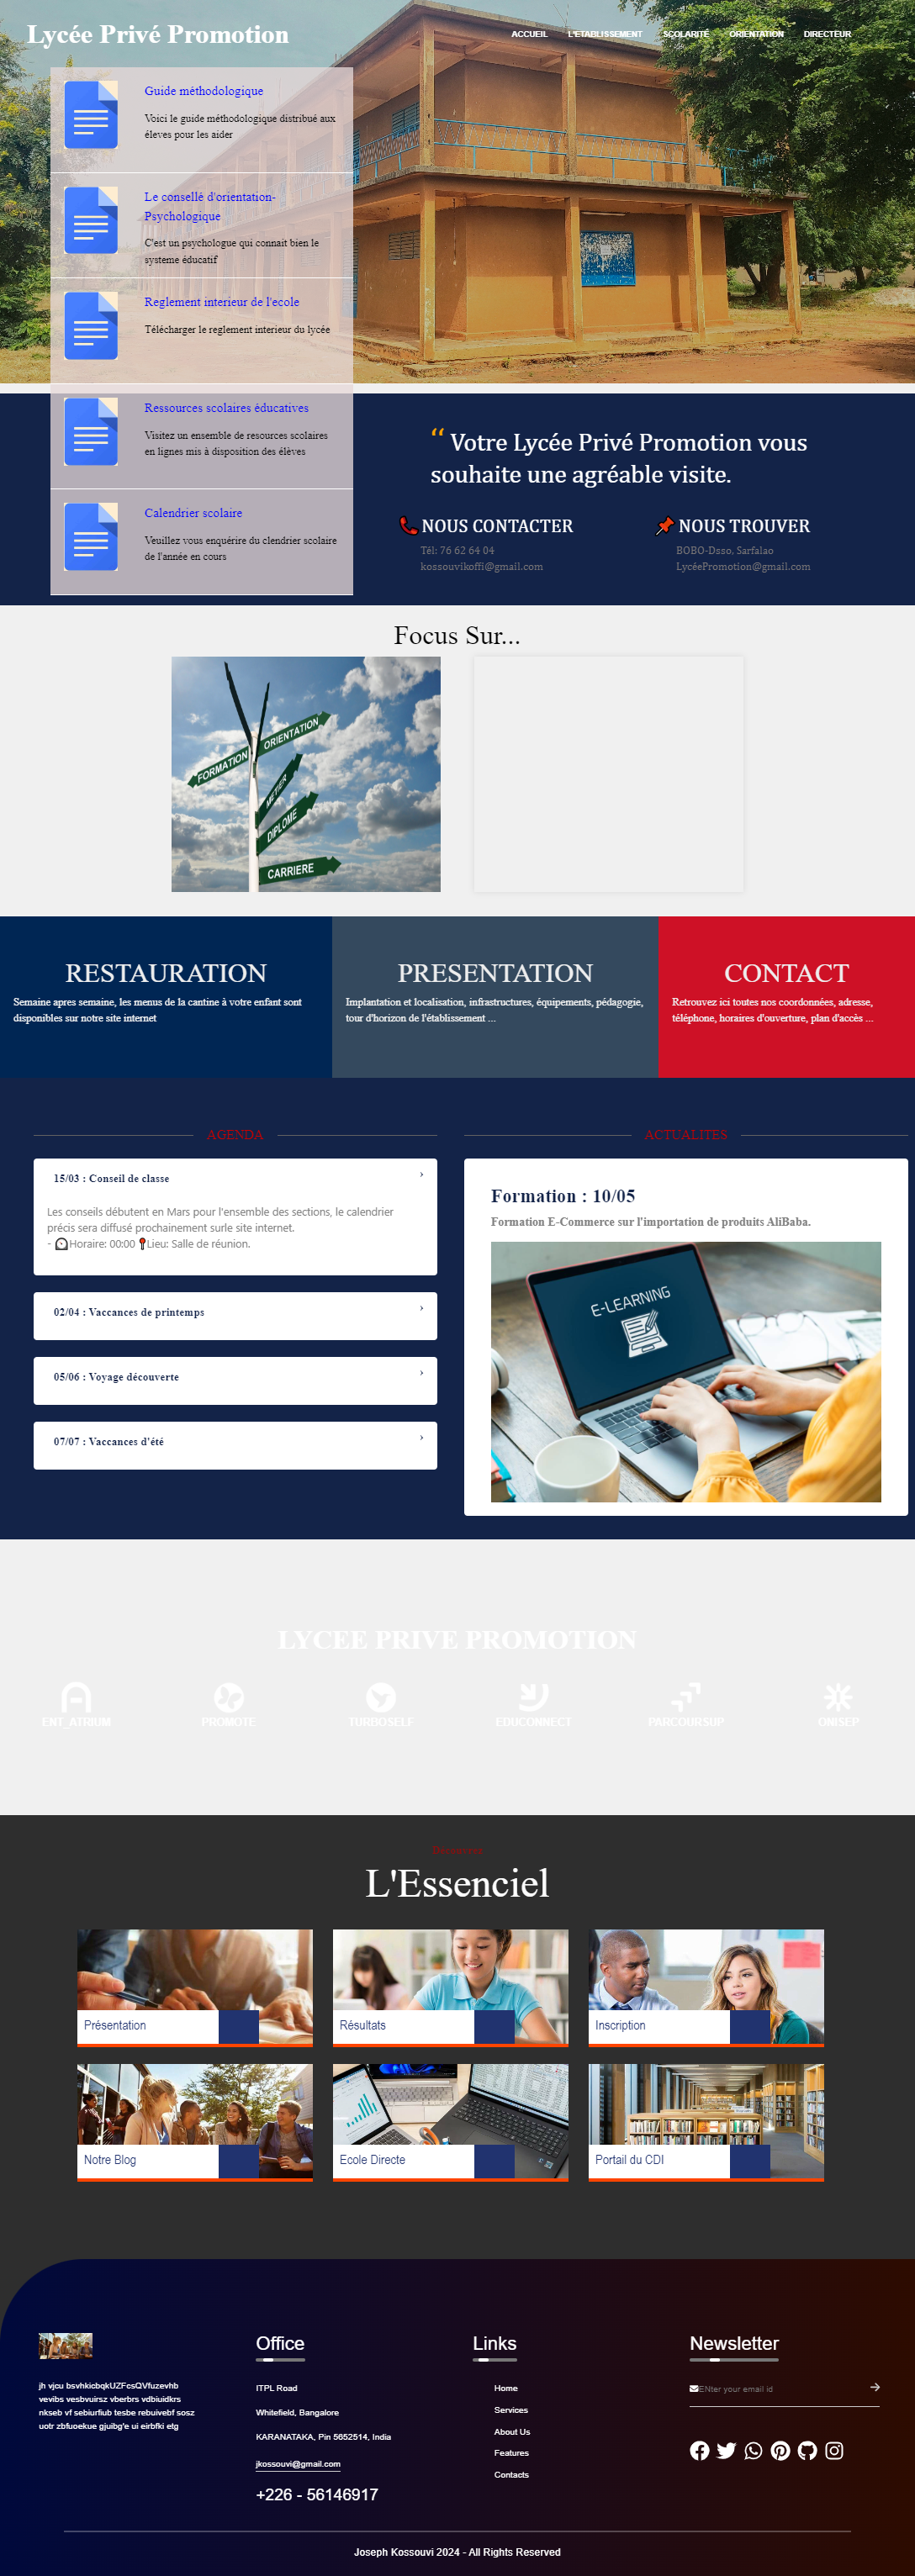 Lycée Privé Promotion
ACCUEIL L'ETABLISSEMENT SCOLARITÉ ORIENTATION DIRECTEUR
Guide méthodologique
Voici le guide méthodologique distribué aux
éleves pour les aider
Le consellé d'orientation-
Psychologique
C'est un psychologue qui connait bien le
systeme éducatif
Reglement interieur de l'ecole
Télécharger le reglement interieur du lycée
Ressources scolaires éducatives
Visitez un ensemble de resources scolaires
en lignes mis à disposition des élèves
Calendrier scolaire
Veuillez vous enquérire du clendrier scolaire
de l'année en cours
“ Votre Lycée Privé Promotion vous
souhaite une agréable visite.
NOUS CONTACTER
Tél: 76 62 64 04
kossouvikoffi@gmail.com
NOUS TROUVER
BOBO-Dsso, Sarfalao
LycéePromotion@gmail.com
Focus Sur...
ORIENTATION
FORMATION
METIER
DIPLOME
CARRIERE
RESTAURATION
Semaine apres semaine, les menus de la cantine à votre enfant sont
disponibles sur notre site internet
PRESENTATION
Implantation et localisation, infrastructures, équipements, pédagogie,
tour d'horizon de l'établissement ...
CONTACT
Retrouvez ici toutes nos coordonnées, adresse,
téléphone, horaires d'ouverture, plan d'accès ...
AGENDA
15/03 : Conseil de classe
Les conseils débutent en Mars pour l'ensemble des sections, le calendrier
précis sera diffusé prochainement surle site internet.
- Horaire: 00:00 Lieu: Salle de réunion.
02/04 : Vaccances de printemps
05/06 : Voyage découverte
07/07 : Vaccances d'été
ACTUALITES
Formation : 10/05
Formation E-Commerce sur l'importation de produits AliBaba.
E-LEARNING
LYCEE PRIVE PROMOTION
ENT_ATRIUM PROMOTE TURBOSELF EDUCONNECT PARCOURSUP ONISEP
L'Essenciel
Présentation
Résultats
Inscription
Notre Blog
Ecole Directe
Portail du CDI
jh vjcu bsvhkicbqkUZFcsQVfuzevhb
vevibs vesbvuirsz vberbrs vdbiuidkrs
nkseb vf sebiurfiub tesbe rebuivebf sosz
uotr zbfuoekue gjuibg'e ui eirbfki etg
Office
ITPL Road
Whitefield, Bangalore
KARANATAKA, Pin 5652514, India
jkossouvi@gmail.com
+226 - 56146917
Links
Home
Services
About Us
Features
Contacts
Newsletter
ENter your email id
Joseph Kossouvi 2024 - All Rights Reserved